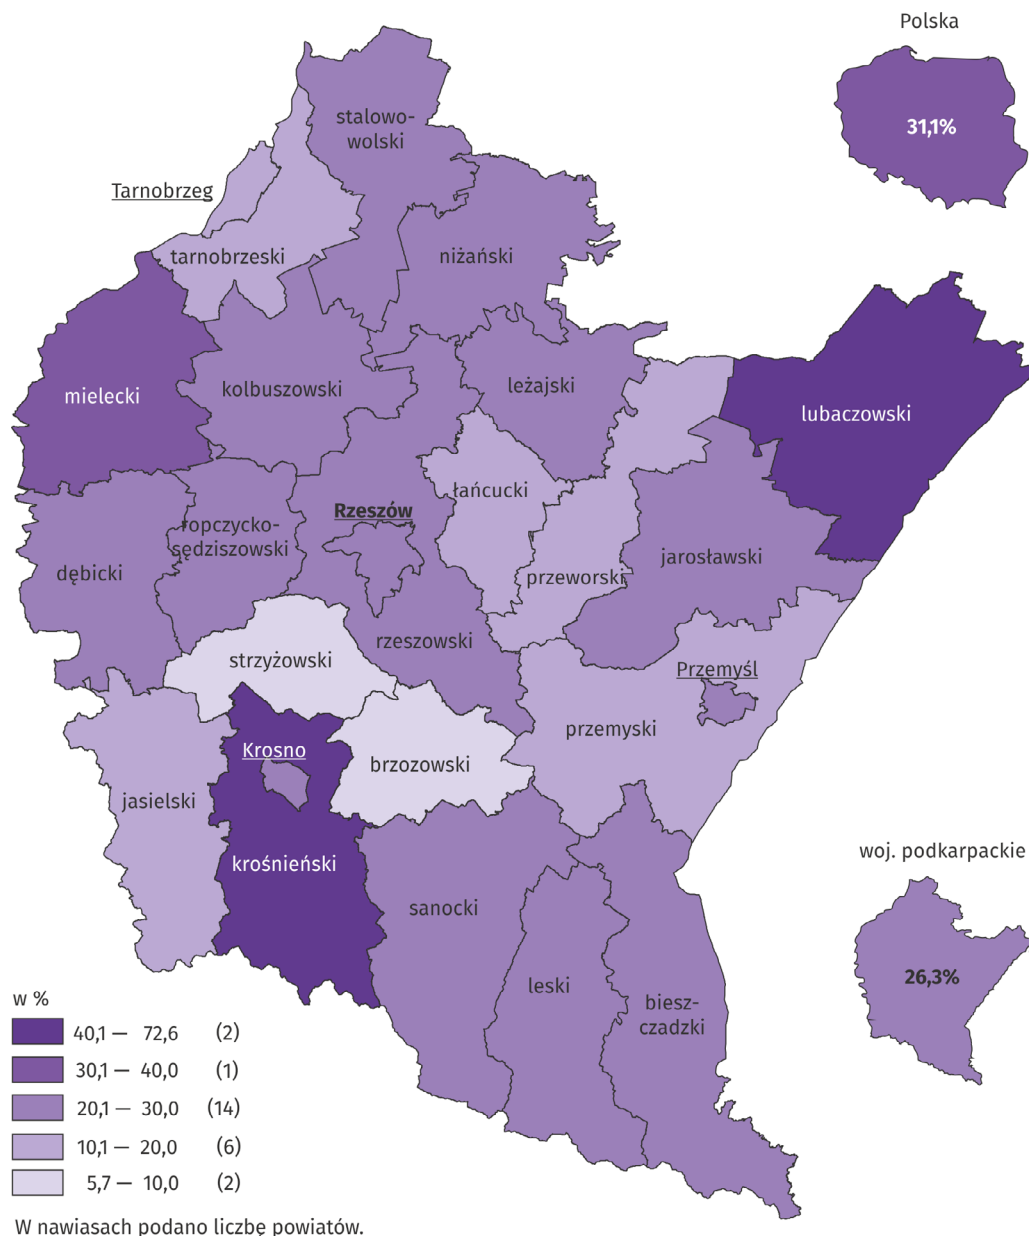 Polska
31,1%
stalowo-
wolski
Tarnobrzeg
tarnobrzeski
niżański
mielecki
kolbuszowski
leżajski
lubaczowski
łańcucki
Rzeszów
ropczycko-
sędziszowski
dębicki
przeworski
jarosławski
rzeszowski
strzyżowski
Przemyśl
przemyski
Krosno
brzozowski
jasielski
krośnieński
sanocki
leski
biesz-
czadzki
woj. podkarpackie
26,3%
w %
40,1 — 72,6 (2)
30,1 — 40,0 (1)
20,1 — 30,0 (14)
10,1 — 20,0 (6)
5,7 — 10,0 (2)
W nawiasach podano liczbę powiatów.